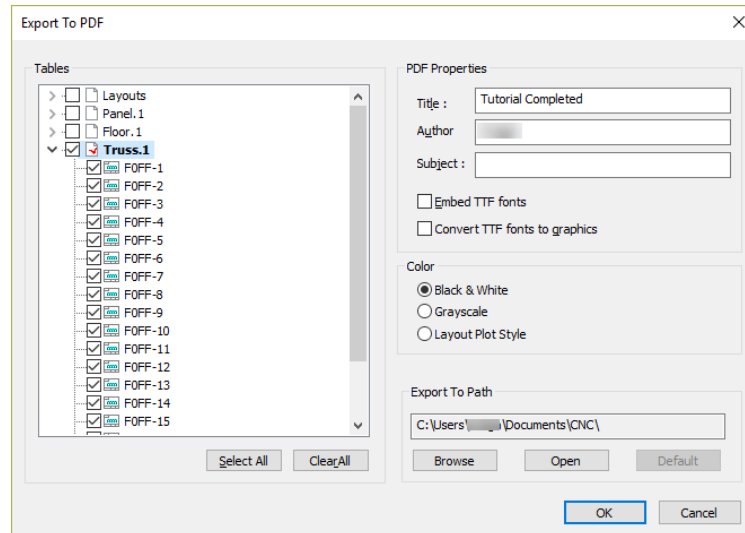 Export To PDF
Tables
Layouts
Panel.1
Floor.1
Truss.1
F0FF-1
F0FF-2
F0FF-3
F0FF-4
F0FF-5
F0FF-6
F0FF-7
F0FF-8
F0FF-9
F0FF-10
F0FF-11
F0FF-12
F0FF-13
F0FF-14
F0FF-15
Select All ClearAll
PDF Properties
Title : Tutorial Completed
Author
Subject :
Embed TTF fonts
Convert TTF fonts to graphics
Color
Black & White
Grayscale
Layout Plot Style
Export To Path
C:\Users\ \Documents\CNC\
Browse Open Default
OK Cancel